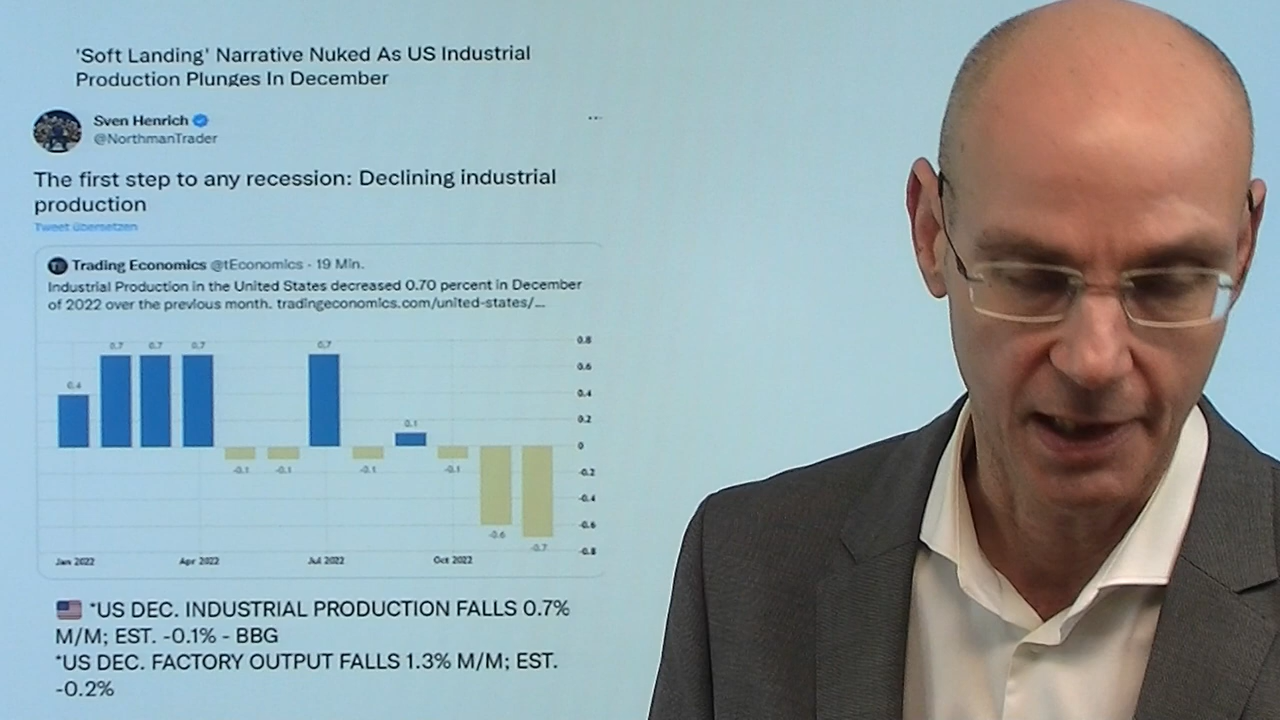 'Soft Landing' Narrative Nuked As US Industrial
Production Plunges In December
Sven Henrich
@NorthmanTrader
...
The first step to any recession: Declining industrial
production
Tweet übersetzen
Trading Economics @tEconomics · 19 Min.
Industrial Production in the United States decreased 0.70 percent in December
of 2022 over the previous month. tradingeconomics.com/united-states/...
0.4 0.7 0.7 0.7 -0.1 -0.1 0.7 -0.1 0.1 -0.1 -0.6 -0.7
0.8
0.6
0.4
0.2
0
-0.2
-0.4
-0.6
-0.8
Jan 2022 Apr 2022 Jul 2022 Oct 2022
*US DEC. INDUSTRIAL PRODUCTION FALLS 0.7%
M/M; EST. -0.1% - BBG
*US DEC. FACTORY OUTPUT FALLS 1.3% M/M; EST.
-0.2%